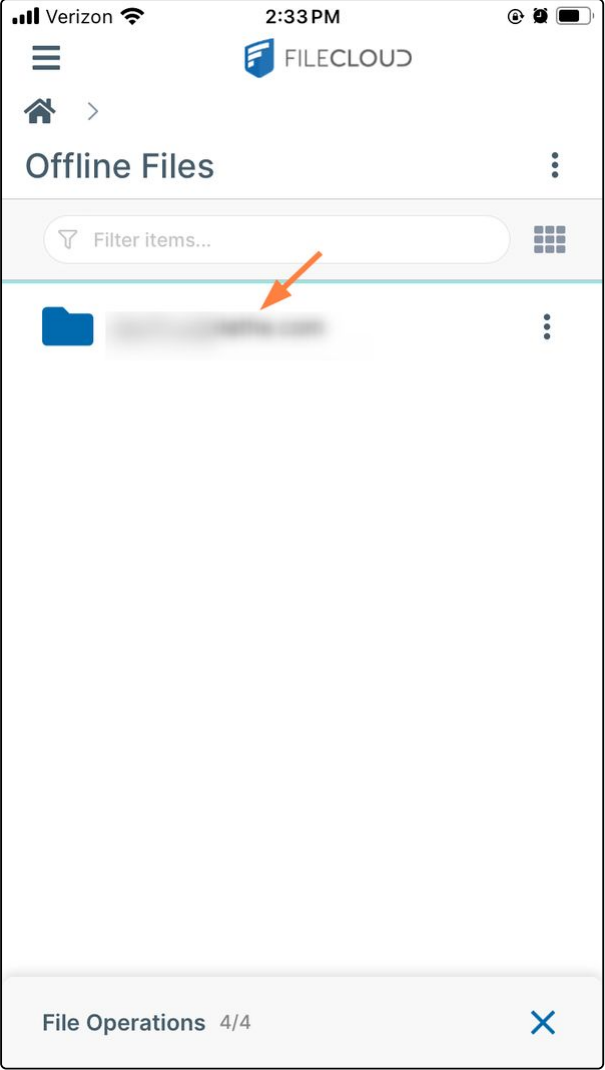 Verizon 2:33 PM
FILECLOUD
Offline Files
Filter items...
File Operations 4/4